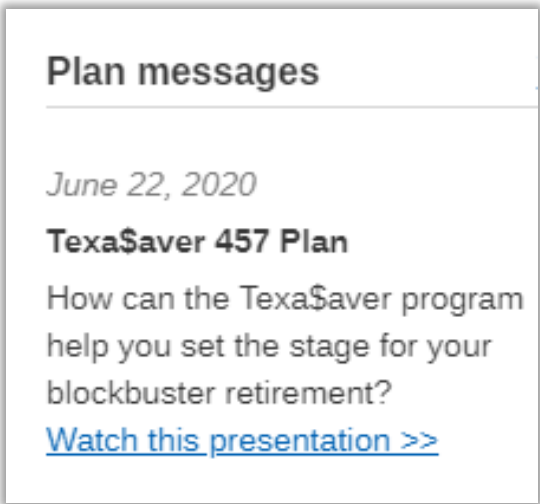 Plan messages
June 22, 2020
Texa$aver 457 Plan
How can the Texa$aver program
help you set the stage for your
blockbuster retirement?
Watch this presentation >>